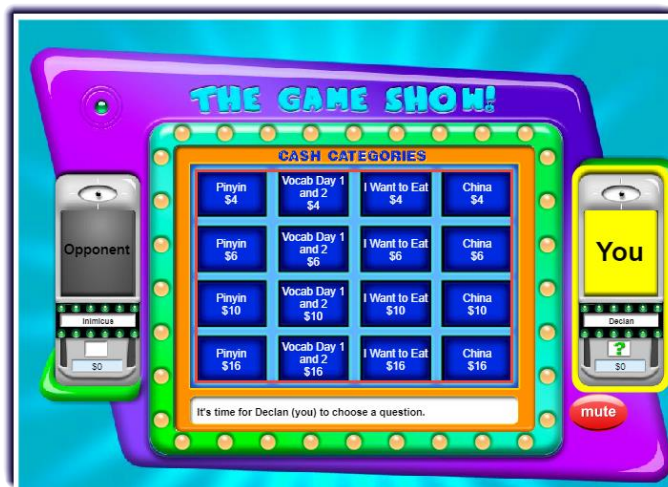 THE GAME SHOW!
CASH CATEGORIES
Pinyin
$4
Vocab Day 1
and 2
$4
I Want to Eat
$4
China
$4
Pinyin
$6
Vocab Day 1
and 2
$6
I Want to Eat
$6
China
$6
Pinyin
$10
Vocab Day 1
and 2
$10
I Want to Eat
$10
China
$10
Pinyin
$16
Vocab Day 1
and 2
$16
I Want to Eat
$16
China
$16
It's time for Declan (you) to choose a question.
Opponent
Inimicus
$0
You
Declan
?
$0
mute